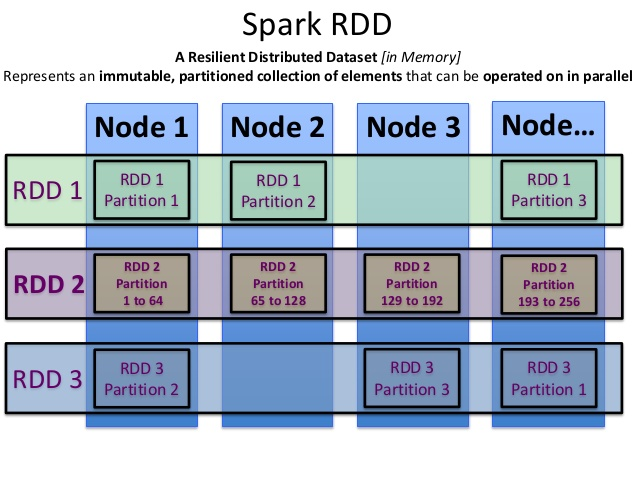 Spark RDD
A Resilient Distributed Dataset [in Memory]
Represents an immutable, partitioned collection of elements that can be operated on in parallel
Node 1
Node 2
Node 3
Node...
RDD 1
RDD 1
Partition 1
RDD 1
Partition 2
RDD 1
Partition 3
RDD 2
RDD 2
Partition
1 to 64
RDD 2
Partition
65 to 128
RDD 2
Partition
129 to 192
RDD 2
Partition
193 to 256
RDD 3
RDD 3
Partition 2
RDD 3
Partition 3
RDD 3
Partition 1